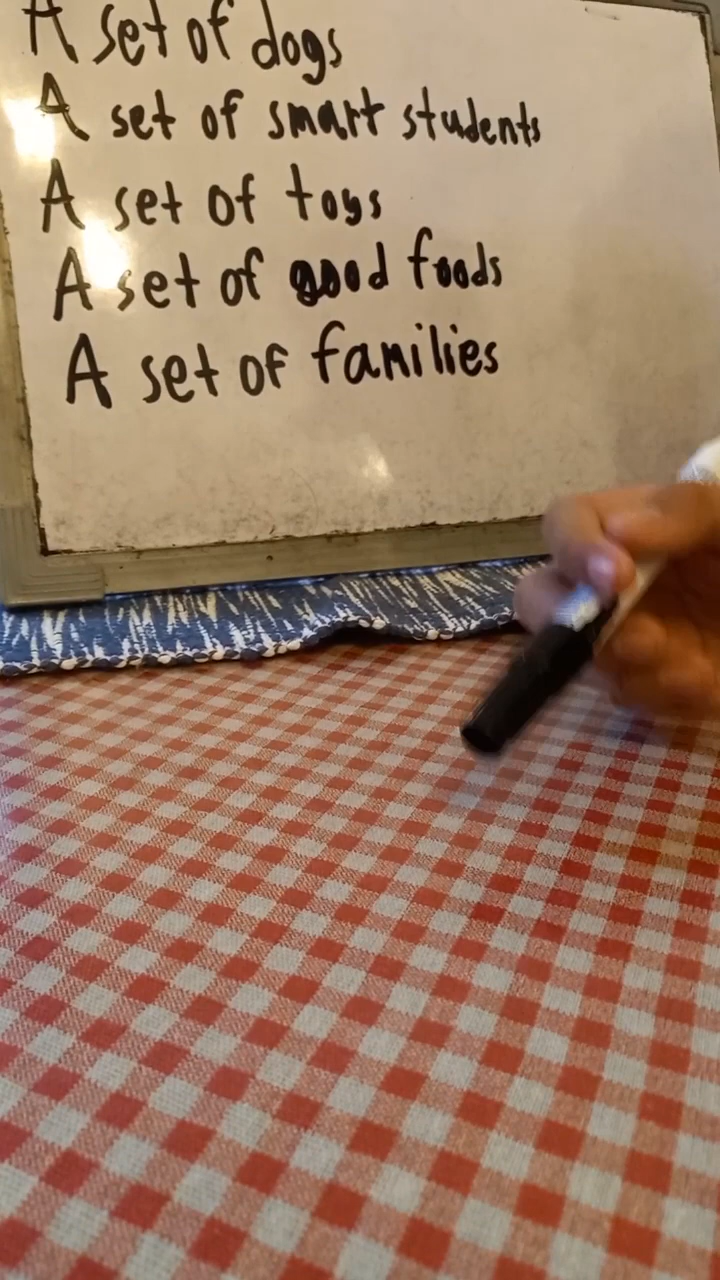 A set of dogs
A set of smart students
A set of toys
A set of good foods
A set of families